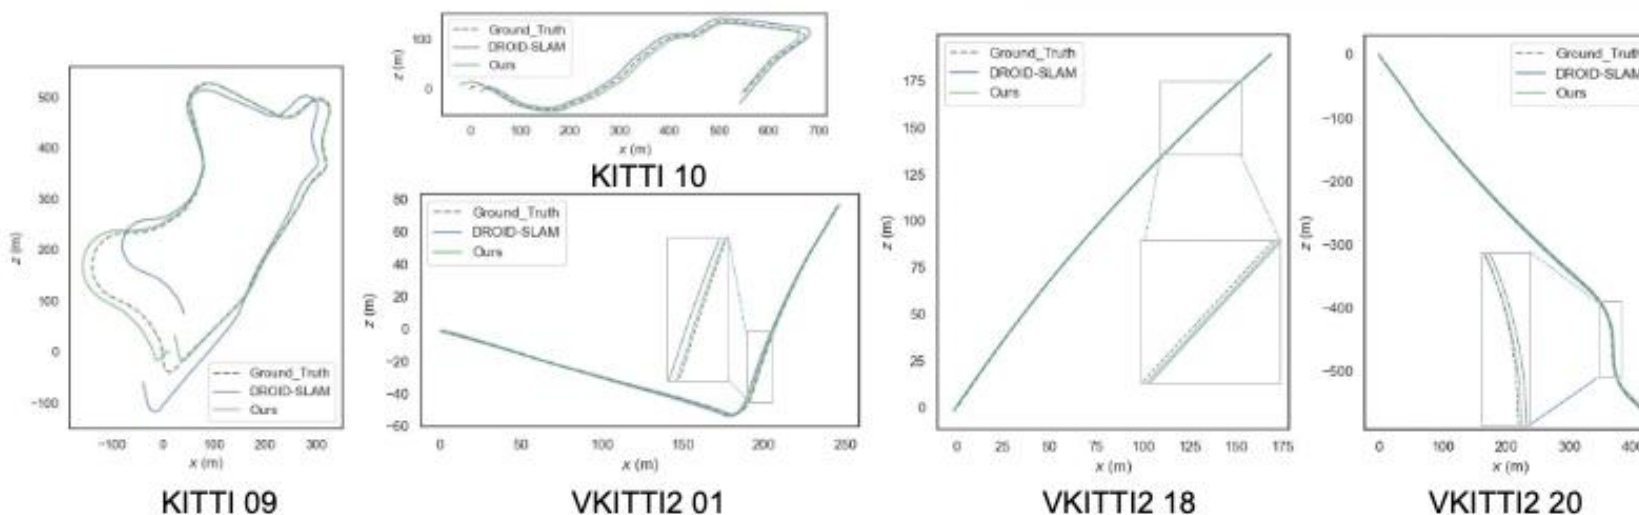 500
400
300
200
100
0
−100
z (m)
Ground_Truth
DROID-SLAM
Ours
−100 0 100 200 300
x (m)
KITTI 09
Ground_Truth
DROID-SLAM
Ours
100
0
z (m)
0 100 200 300 400 500 600 700
x (m)
KITTI 10
80
60
40
20
0
−20
−40
−60
z (m)
Ground_Truth
DROID-SLAM
Ours
0 50 100 150 200 250
x (m)
VKITTI2 01
Ground_Truth
DROID-SLAM
Ours
175
150
125
100
75
50
25
0
z (m)
0 25 50 75 100 125 150 175
x (m)
VKITTI2 18
Ground_Truth
DROID-SLAM
Ours
0
−100
−200
−300
−400
−500
z (m)
0 100 200 300 400
x (m)
VKITTI2 20